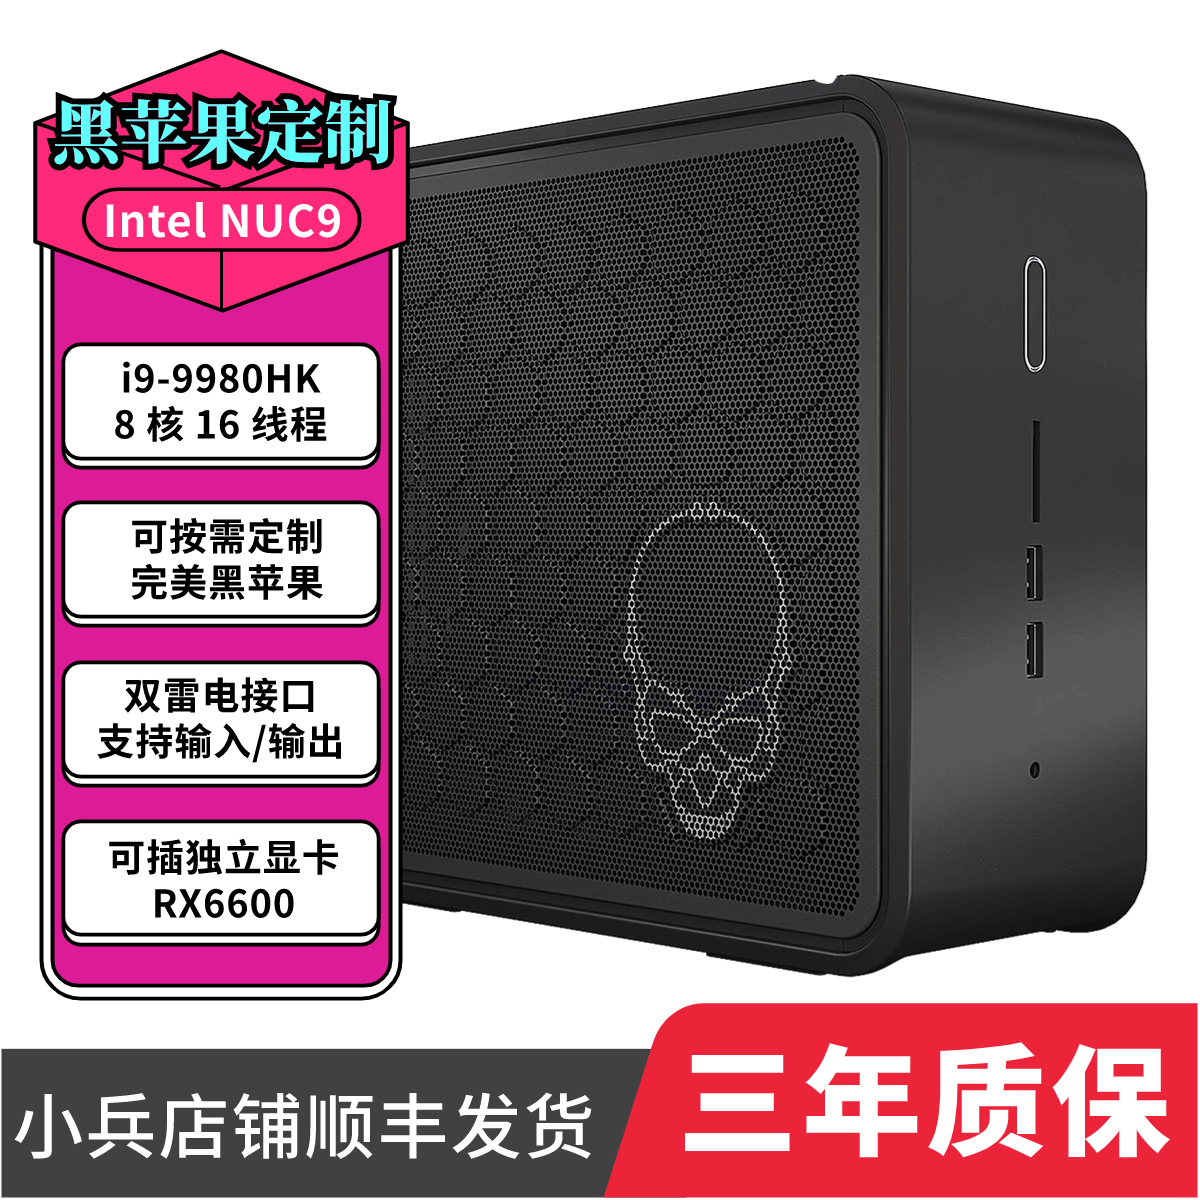 黑苹果定制
Intel NUC9
i9-9980HK
8 核 16 线程
可按需定制
完美黑苹果
双雷电接口
支持输入/输出
可插独立显卡
RX6600
小兵店铺顺丰发货
三年质保